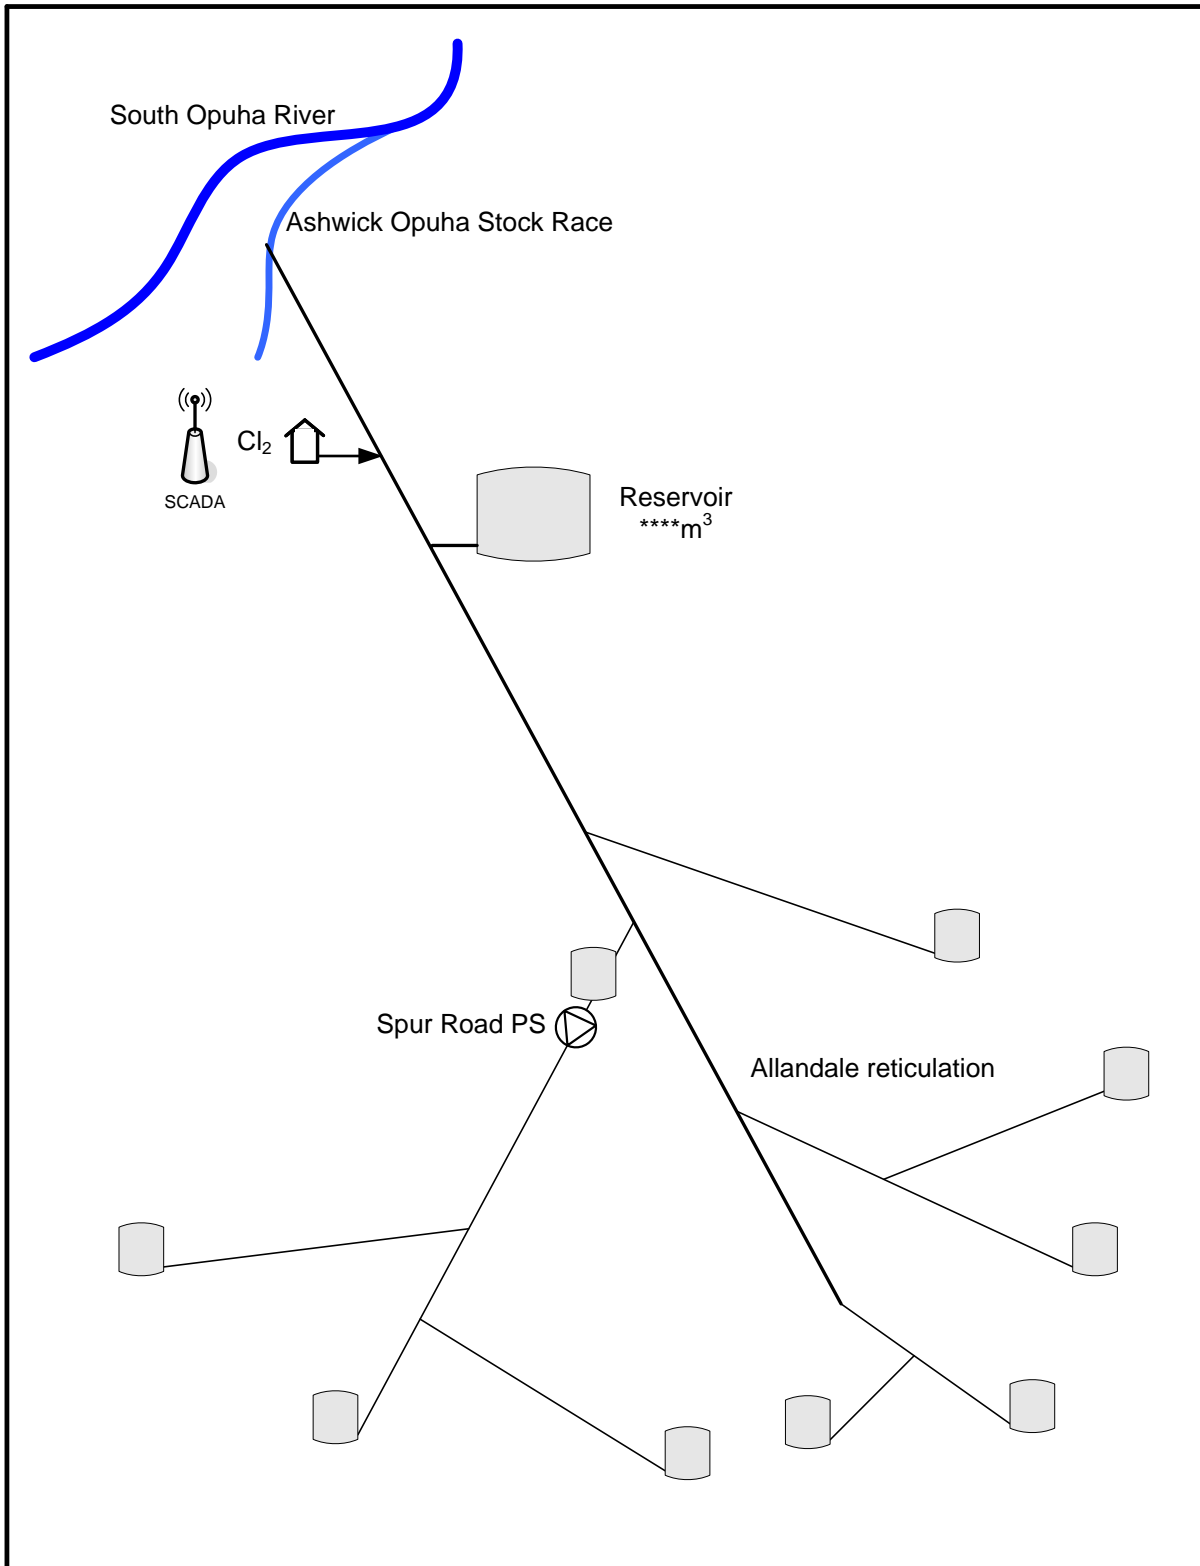 South Opuha River
Ashwick Opuha Stock Race
Cl₂
SCADA
Reservoir
****m³
Spur Road PS
Allandale reticulation